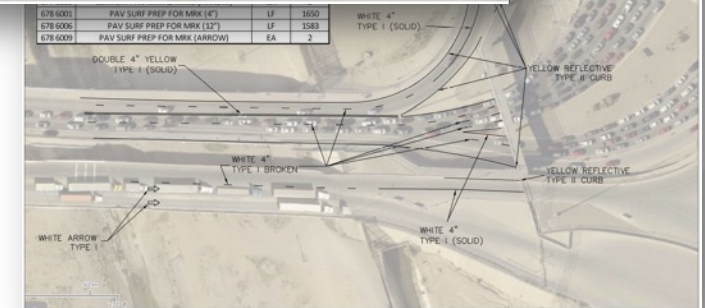 678 6001 PAV SURF PREP FOR MRK (4") LF 1650
678 6006 PAV SURF PREP FOR MRK (12") LF 1583
678 6009 PAV SURF PREP FOR MRK (ARROW) EA 2
WHITE 4"
TYPE I (SOLID)
DOUBLE 4" YELLOW
TYPE I (SOLID)
YELLOW REFLECTIVE
TYPE II CURB
WHITE 4"
TYPE I BROKEN
YELLOW REFLECTIVE
TYPE II CURB
WHITE ARROW
TYPE I
WHITE 4"
TYPE I (SOLID)